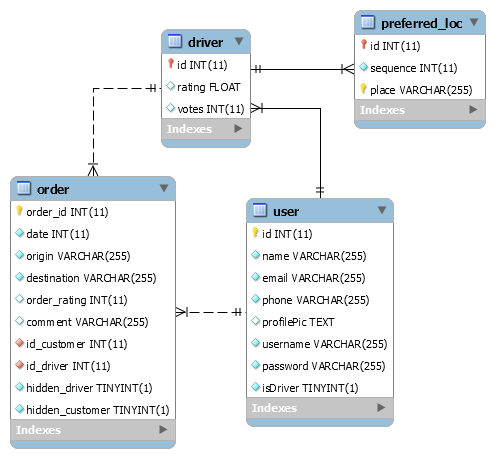 driver
id INT(11)
rating FLOAT
votes INT(11)
Indexes
preferred_loc
id INT(11)
sequence INT(11)
place VARCHAR(255)
Indexes
order
order_id INT(11)
date INT(11)
origin VARCHAR(255)
destination VARCHAR(255)
order_rating INT(11)
comment VARCHAR(255)
id_customer INT(11)
id_driver INT(11)
hidden_driver TINYINT(1)
hidden_customer TINYINT(1)
Indexes
user
id INT(11)
name VARCHAR(255)
email VARCHAR(255)
phone VARCHAR(255)
profilePic TEXT
username VARCHAR(255)
password VARCHAR(255)
isDriver TINYINT(1)
Indexes